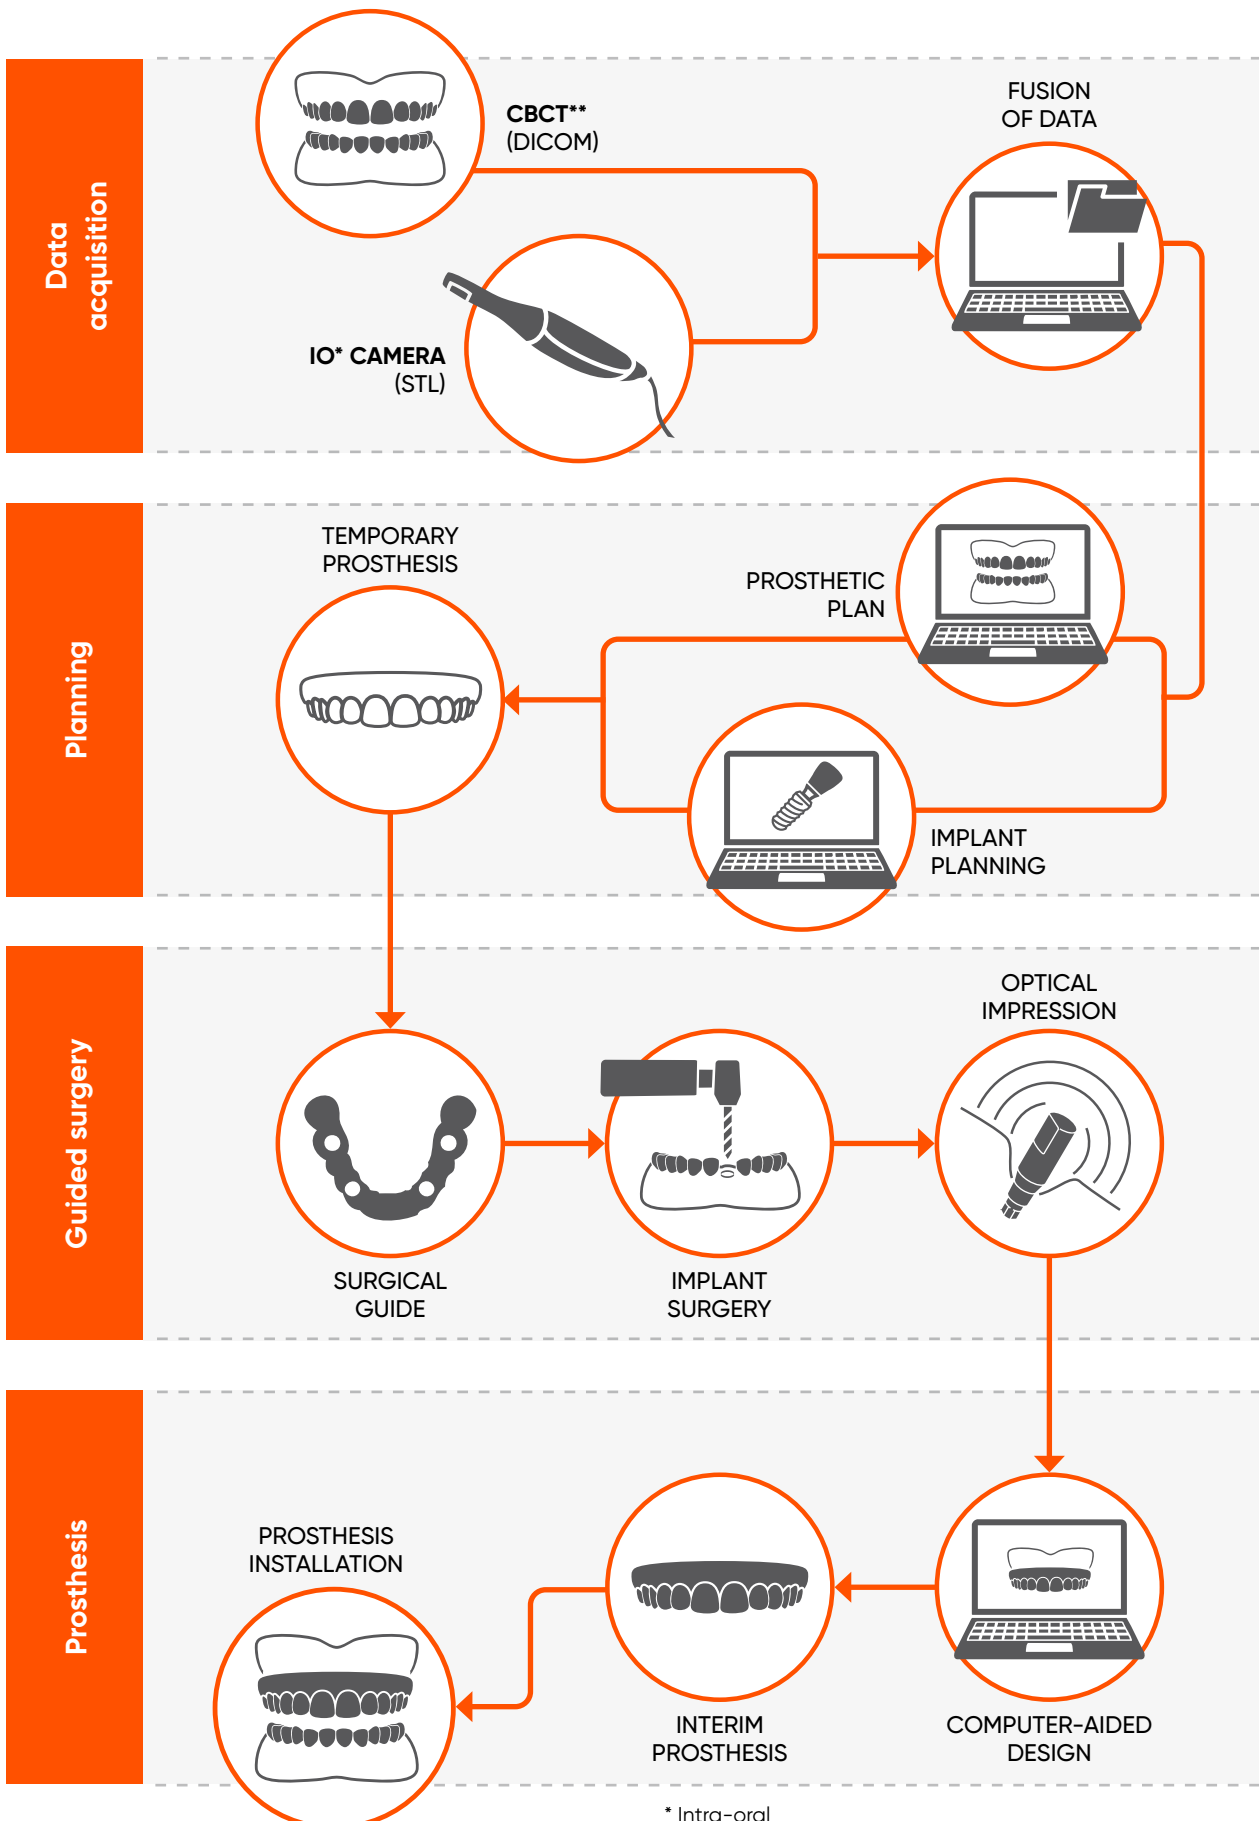 Data
acquisition
CBCT**
(DICOM)
FUSION
OF DATA
IO* CAMERA
(STL)
Planning
TEMPORARY
PROSTHESIS
PROSTHETIC
PLAN
IMPLANT
PLANNING
Guided surgery
OPTICAL
IMPRESSION
SURGICAL
GUIDE
IMPLANT
SURGERY
Prosthesis
PROSTHESIS
INSTALLATION
INTERIM
PROSTHESIS
COMPUTER-AIDED
DESIGN
* Intra-oral